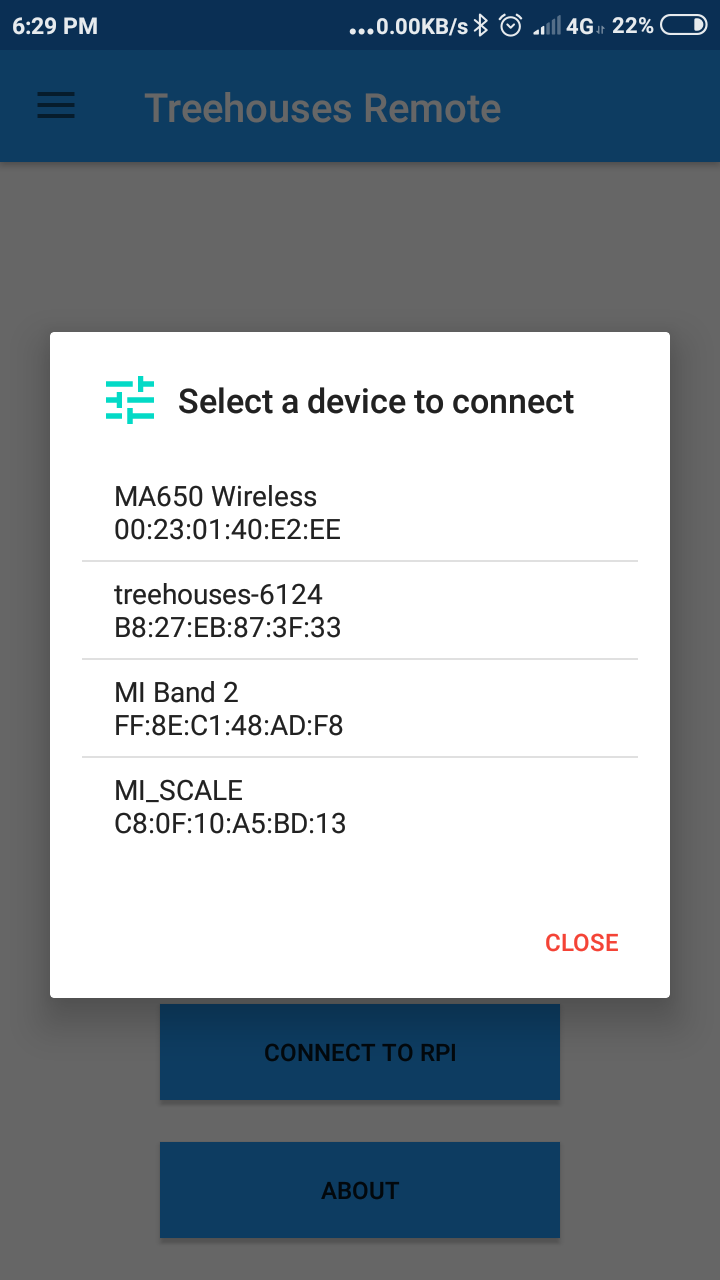 6:29 PM ...0.00KB/s 4G 22%
Treehouses Remote
Select a device to connect
MA650 Wireless
00:23:01:40:E2:EE
treehouses-6124
B8:27:EB:87:3F:33
MI Band 2
FF:8E:C1:48:AD:F8
MI_SCALE
C8:0F:10:A5:BD:13
CLOSE
CONNECT TO RPI
ABOUT